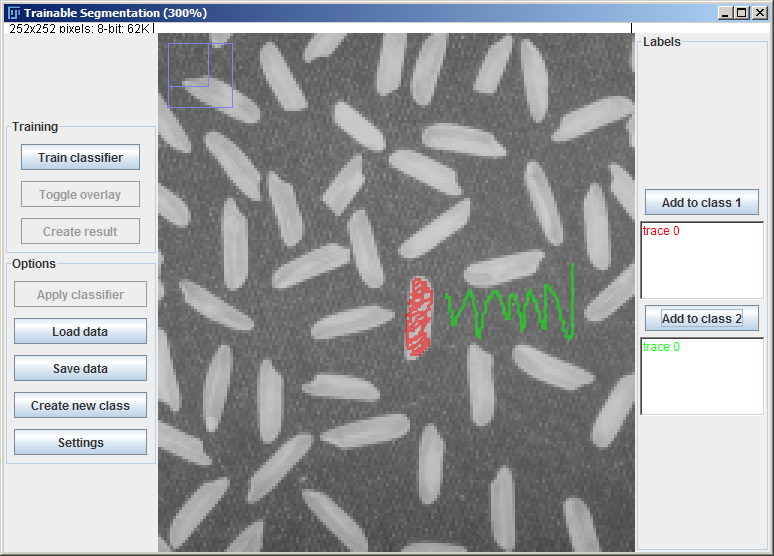 Trainable Segmentation (300%)
252x252 pixels; 8-bit; 62K
Training
Train classifier
Toggle overlay
Create result
Options
Apply classifier
Load data
Save data
Create new class
Settings
Labels
Add to class 1
trace 0
Add to class 2
trace 0